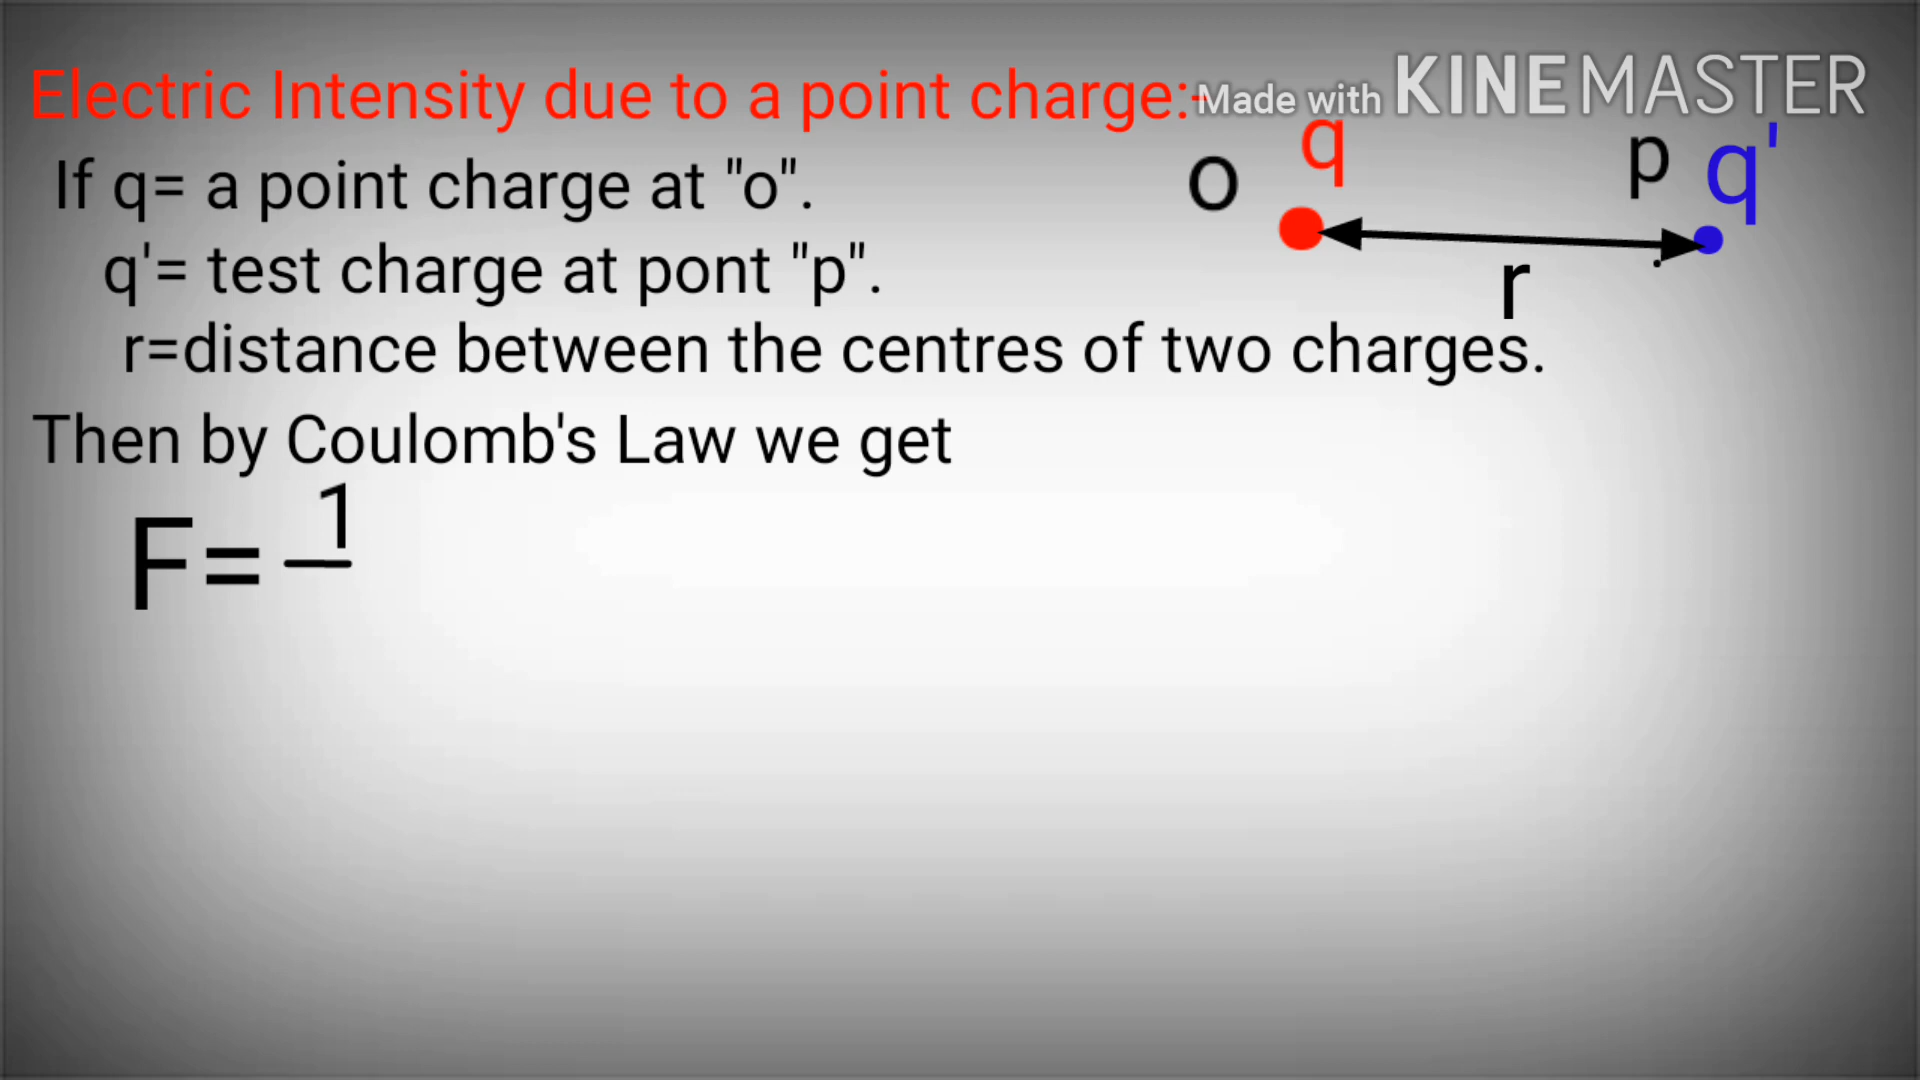 Electric Intensity due to a point charge:-
Made with KINEMASTER
o q p q'
If q= a point charge at "o".
q'= test charge at pont "p".
r
r=distance between the centres of two charges.
Then by Coulomb's Law we get
F= 1